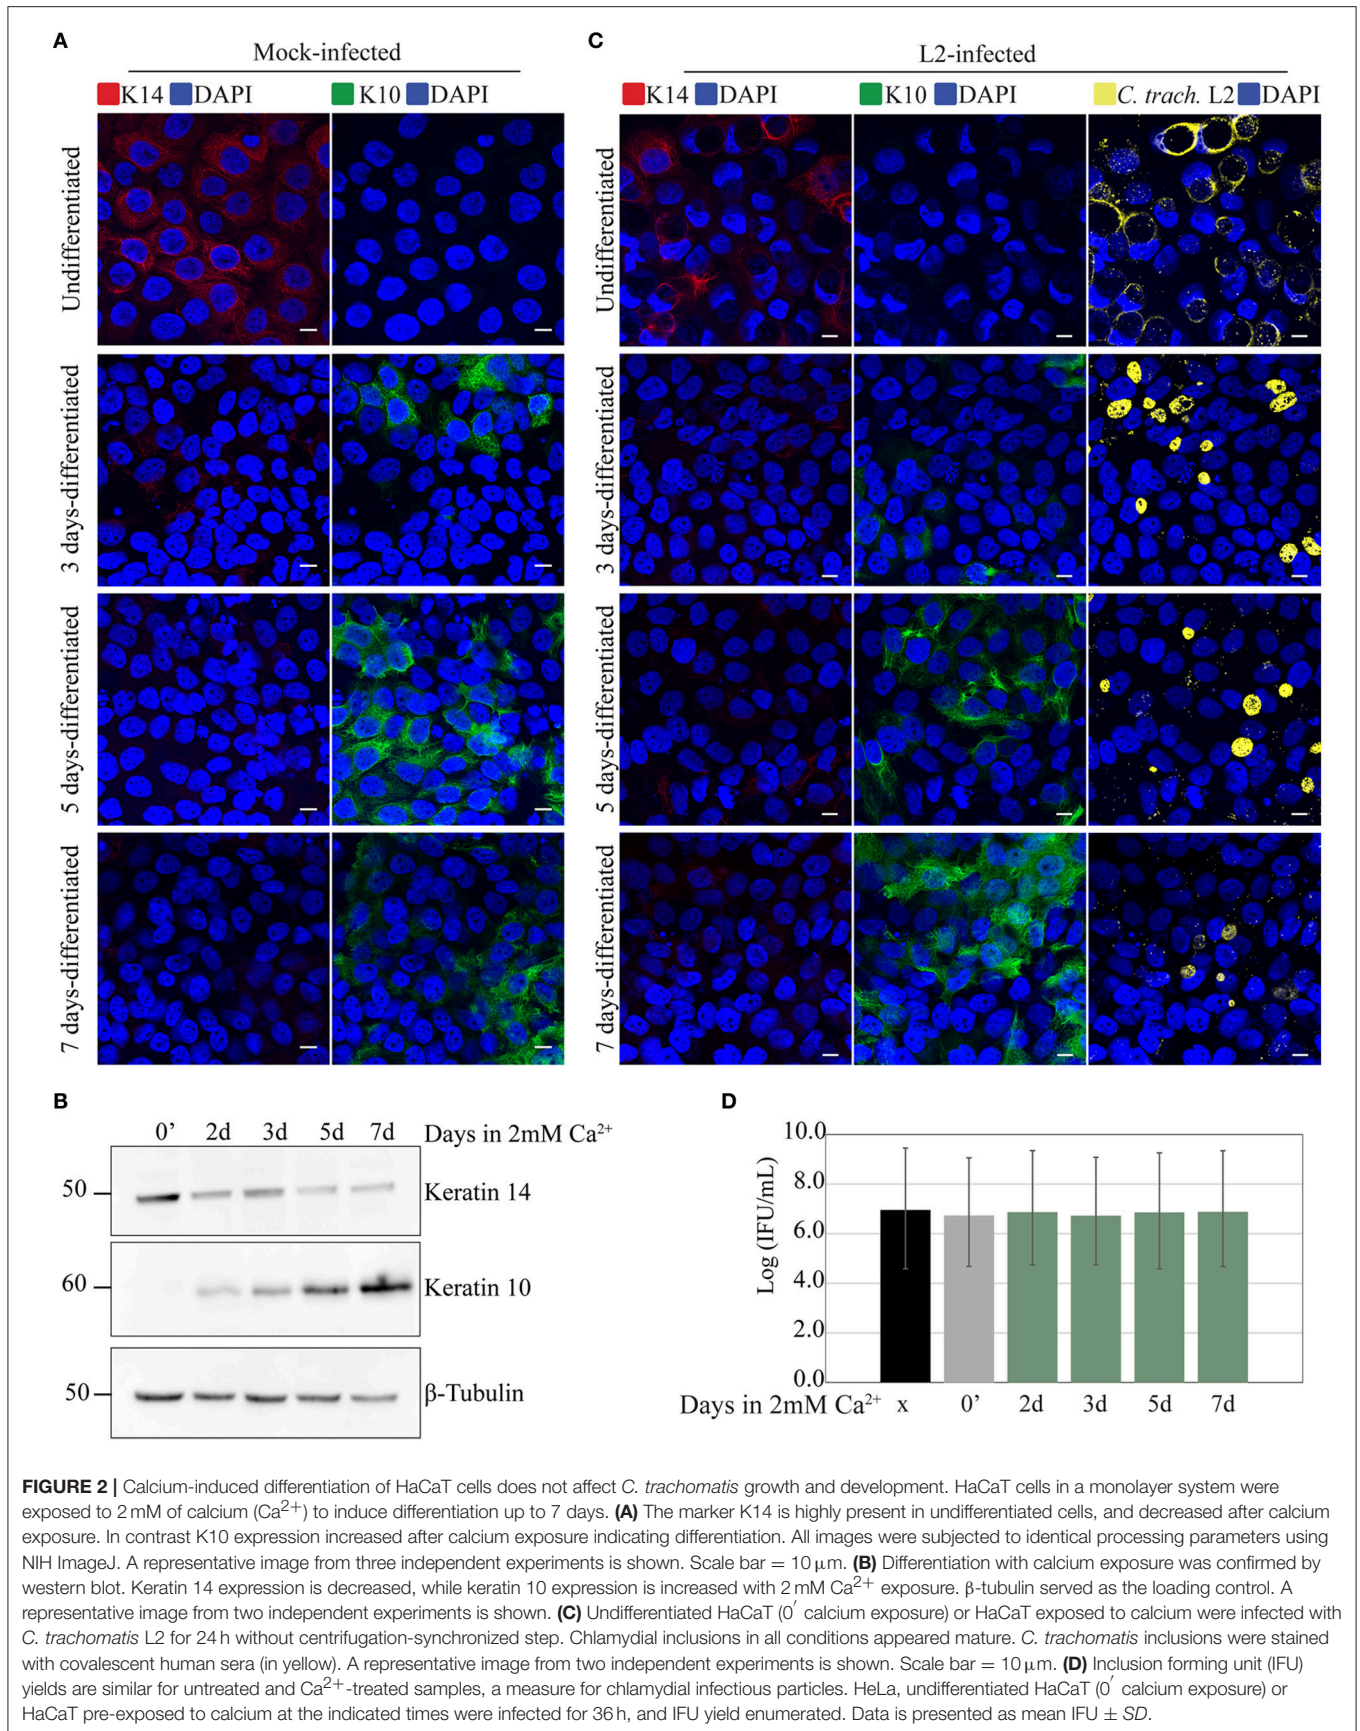 A
Mock-infected
K14 DAPI K10 DAPI
Undifferentiated
3 days-differentiated
5 days-differentiated
7 days-differentiated
C
L2-infected
K14 DAPI K10 DAPI C. trach. L2 DAPI
Undifferentiated
3 days-differentiated
5 days-differentiated
7 days-differentiated
B
0' 2d 3d 5d 7d Days in 2mM Ca²⁺
50 Keratin 14
60 Keratin 10
50 β-Tubulin
D
Log (IFU/mL)
10.0
8.0
6.0
4.0
2.0
0.0
Days in 2mM Ca²⁺ x 0' 2d 3d 5d 7d
FIGURE 2 | Calcium-induced differentiation of HaCaT cells does not affect C. trachomatis growth and development. HaCaT cells in a monolayer system were
exposed to 2 mM of calcium (Ca²⁺) to induce differentiation up to 7 days. (A) The marker K14 is highly present in undifferentiated cells, and decreased after calcium
exposure. In contrast K10 expression increased after calcium exposure indicating differentiation. All images were subjected to identical processing parameters using
NIH ImageJ. A representative image from three independent experiments is shown. Scale bar = 10 μm. (B) Differentiation with calcium exposure was confirmed by
western blot. Keratin 14 expression is decreased, while keratin 10 expression is increased with 2 mM Ca²⁺ exposure. β-tubulin served as the loading control. A
representative image from two independent experiments is shown. (C) Undifferentiated HaCaT (0′ calcium exposure) or HaCaT exposed to calcium were infected with
C. trachomatis L2 for 24 h without centrifugation-synchronized step. Chlamydial inclusions in all conditions appeared mature. C. trachomatis inclusions were stained
with covalescent human sera (in yellow). A representative image from two independent experiments is shown. Scale bar = 10 μm. (D) Inclusion forming unit (IFU)
yields are similar for untreated and Ca²⁺-treated samples, a measure for chlamydial infectious particles. HeLa, undifferentiated HaCaT (0′ calcium exposure) or
HaCaT pre-exposed to calcium at the indicated times were infected for 36 h, and IFU yield enumerated. Data is presented as mean IFU ± SD.